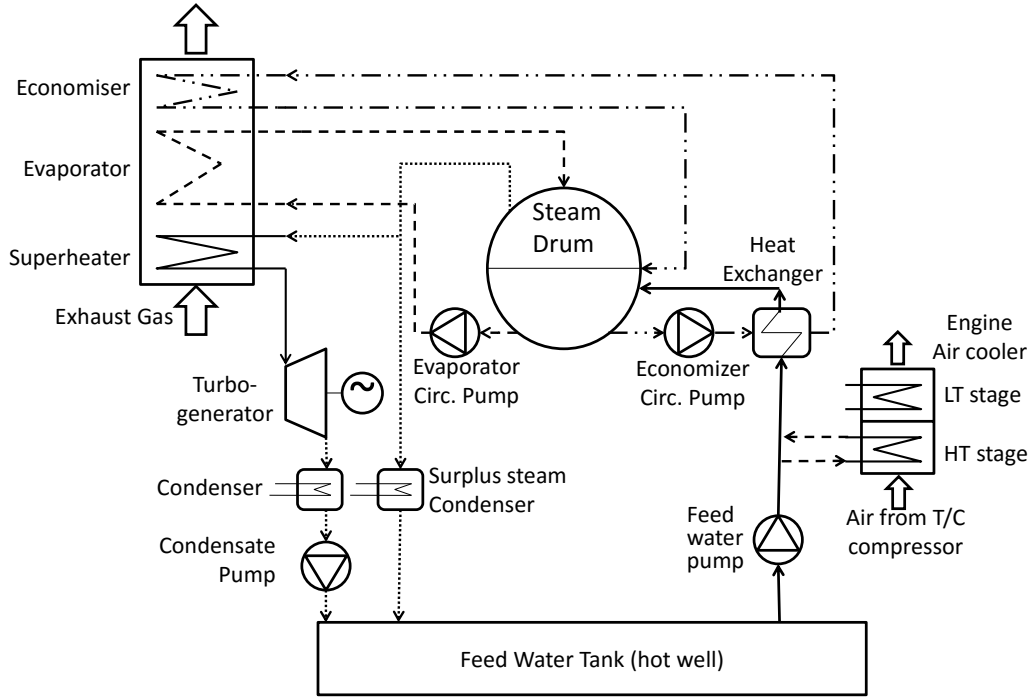 Economiser
Evaporator
Superheater
Exhaust Gas
Steam
Drum
Heat
Exchanger
Engine
Air cooler
LT stage
HT stage
Air from T/C
compressor
Evaporator
Circ. Pump
Economizer
Circ. Pump
Turbo-
generator
~
Condenser
Surplus steam
Condenser
Condensate
Pump
Feed
water
pump
Feed Water Tank (hot well)